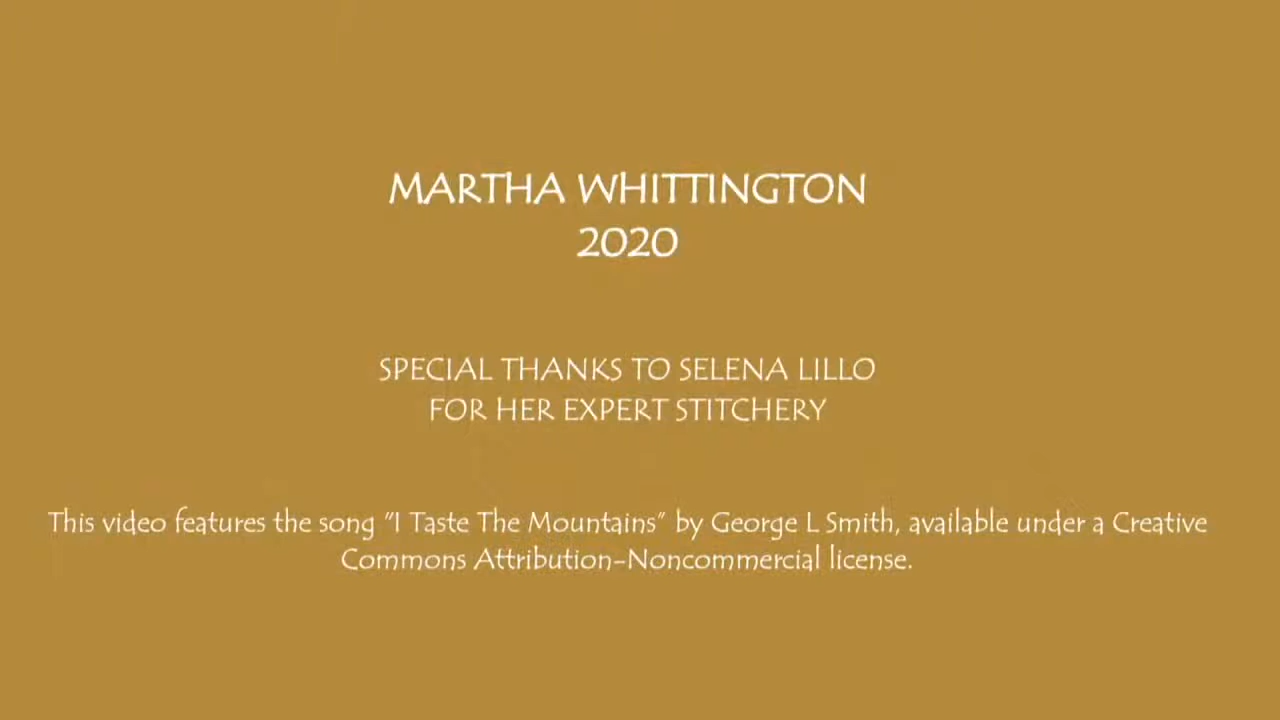 MARTHA WHITTINGTON
2020
SPECIAL THANKS TO SELENA LILLO
FOR HER EXPERT STITCHERY
This video features the song "I Taste The Mountains" by George L Smith, available under a Creative
Commons Attribution-Noncommercial license.